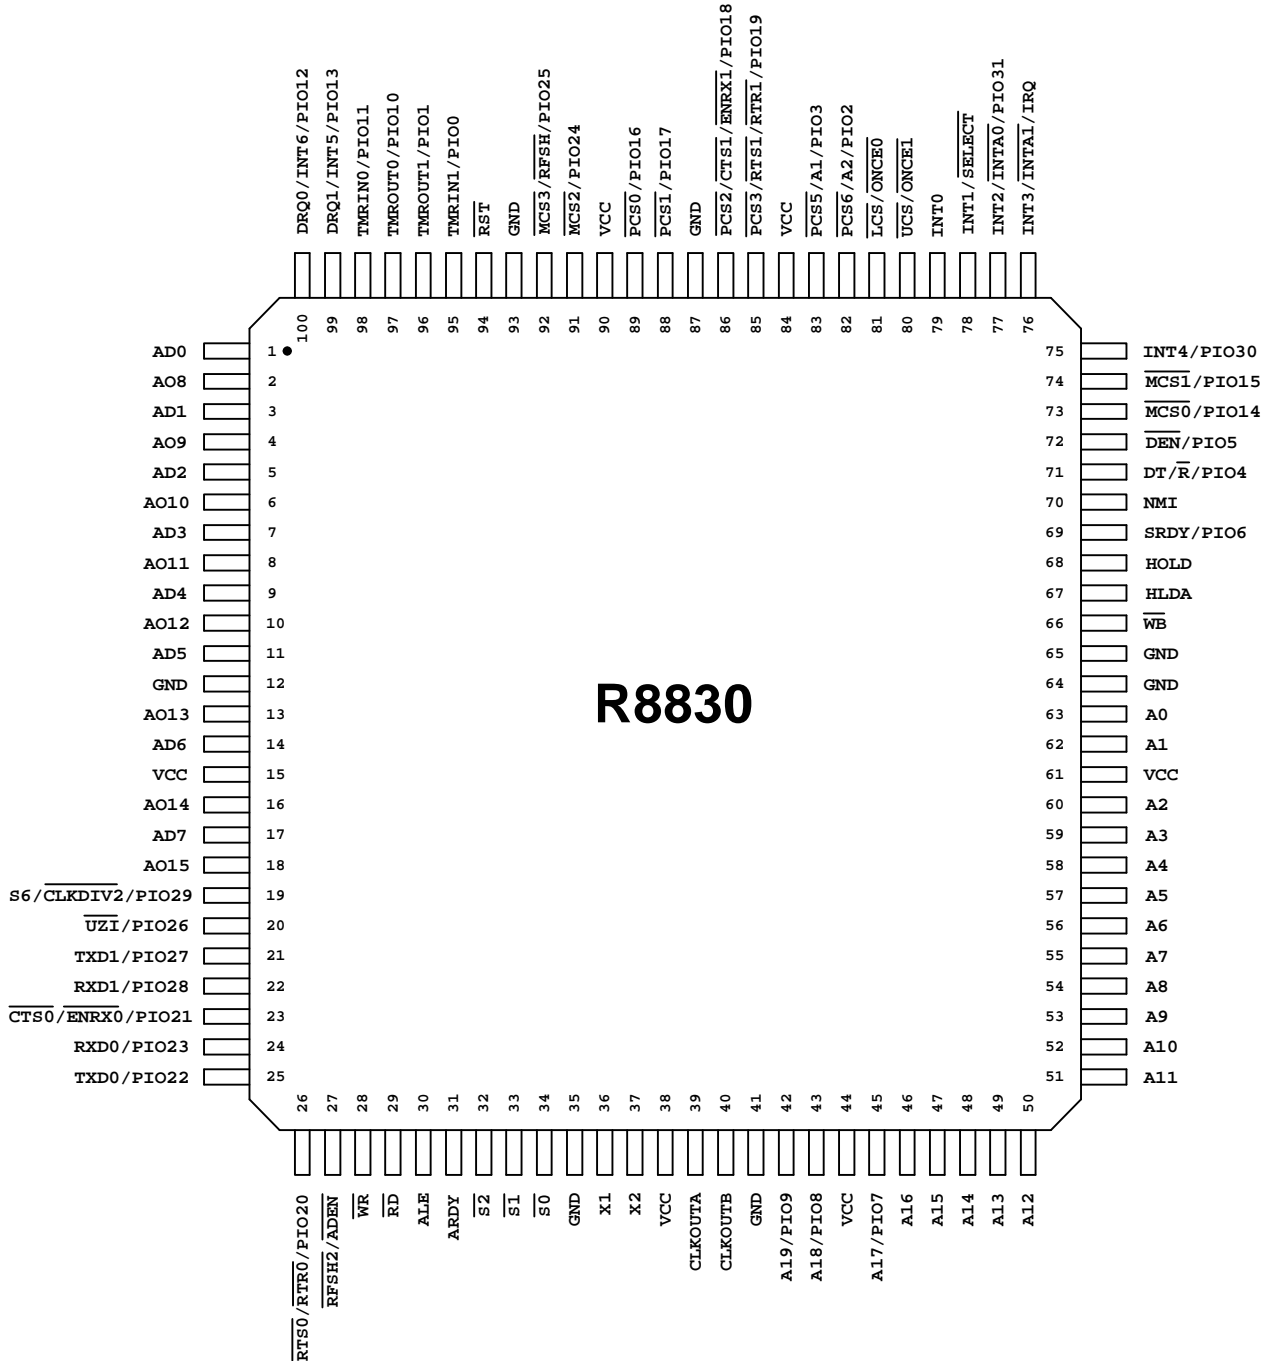 DRQ0/INT6/PIO12
DRQ1/INT5/PIO13
TMRIN0/PIO11
TMROUT0/PIO10
TMROUT1/PIO1
TMRIN1/PIO0
RST
GND
MCS3/RFSH/PIO25
MCS2/PIO24
VCC
PCS0/PIO16
PCS1/PIO17
GND
PCS2/CTS1/ENRX1/PIO18
PCS3/RTS1/RTR1/PIO19
VCC
PCS5/A1/PIO3
PCS6/A2/PIO2
LCS/ONCE0
UCS/ONCE1
INT0
INT1/SELECT
INT2/INTA0/PIO31
INT3/INTA1/IRQ
100
99
98
97
96
95
94
93
92
91
90
89
88
87
86
85
84
83
82
81
80
79
78
77
76
AD0 1
AO8 2
AD1 3
AO9 4
AD2 5
AO10 6
AD3 7
AO11 8
AD4 9
AO12 10
AD5 11
GND 12
AO13 13
AD6 14
VCC 15
AO14 16
AD7 17
AO15 18
S6/CLKDIV2/PIO29 19
UZI/PIO26 20
TXD1/PIO27 21
RXD1/PIO28 22
CTS0/ENRX0/PIO21 23
RXD0/PIO23 24
TXD0/PIO22 25
R8830
75 INT4/PIO30
74 MCS1/PIO15
73 MCS0/PIO14
72 DEN/PIO5
71 DT/R/PIO4
70 NMI
69 SRDY/PIO6
68 HOLD
67 HLDA
66 WB
65 GND
64 GND
63 A0
62 A1
61 VCC
60 A2
59 A3
58 A4
57 A5
56 A6
55 A7
54 A8
53 A9
52 A10
51 A11
26
27
28
29
30
31
32
33
34
35
36
37
38
39
40
41
42
43
44
45
46
47
48
49
50
RTS0/RTR0/PIO20
RFSH2/ADEN
WR
RD
ALE
ARDY
S2
S1
S0
GND
X1
X2
VCC
CLKOUTA
CLKOUTB
GND
A19/PIO9
A18/PIO8
VCC
A17/PIO7
A16
A15
A14
A13
A12